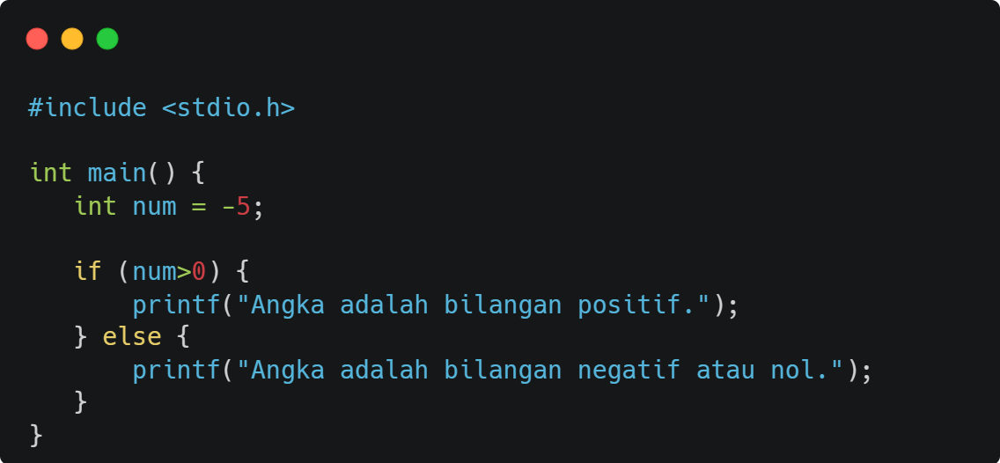 #include <stdio.h>

int main() {
   int num = -5;

   if (num>0) {
       printf("Angka adalah bilangan positif.");
   } else {
       printf("Angka adalah bilangan negatif atau nol.");
   }
}